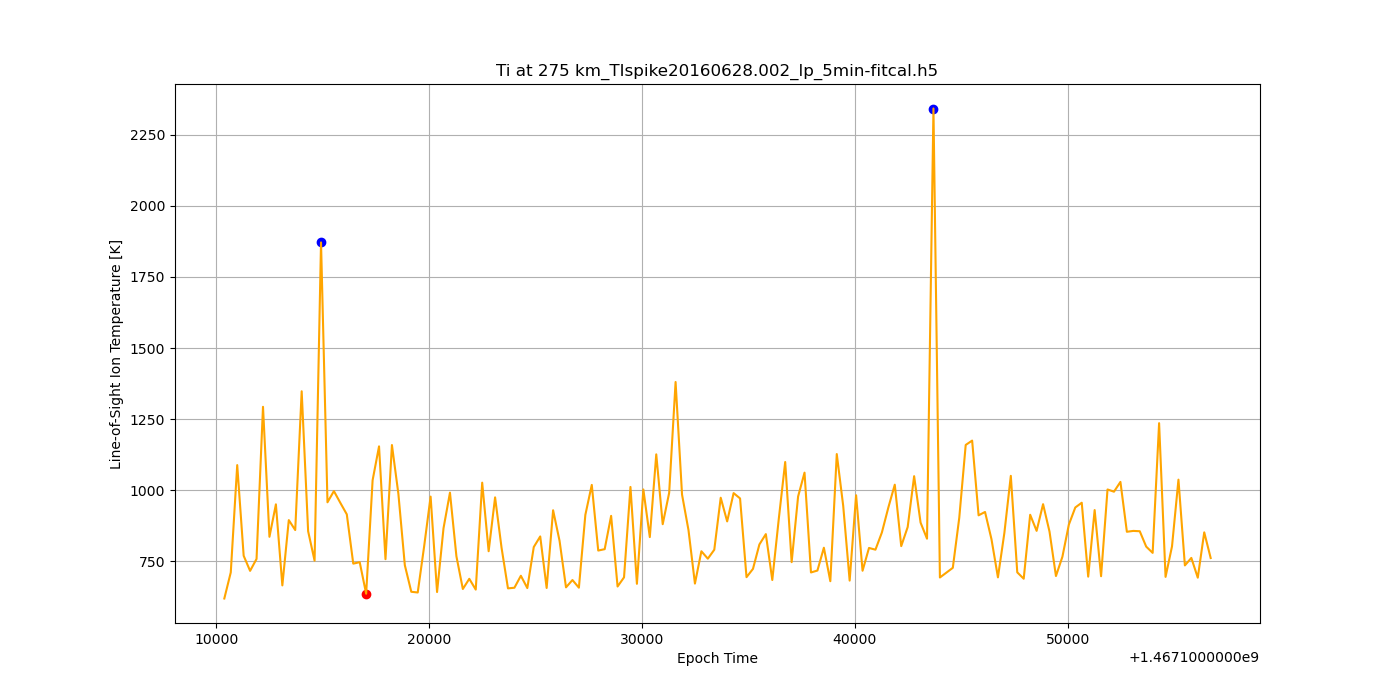 Ti at 275 km_TIspike20160628.002_lp_5min-fitcal.h5
Line-of-Sight Ion Temperature [K]
2250
2000
1750
1500
1250
1000
750
10000 20000 30000 40000 50000
Epoch Time
+1.4671000000e9